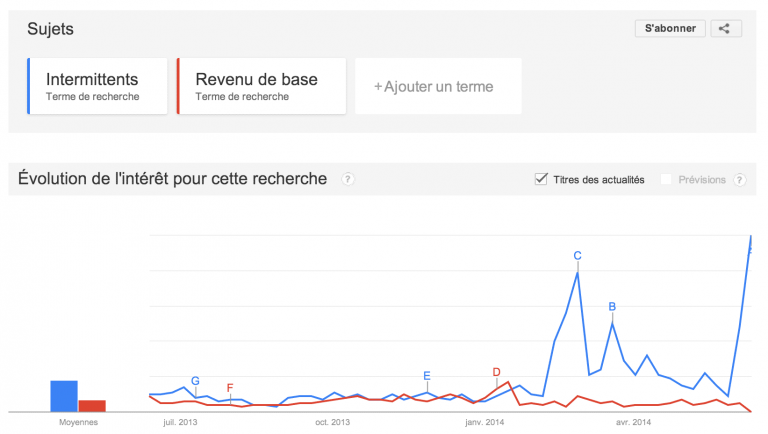 Sujets
S'abonner
Intermittents
Terme de recherche
Revenu de base
Terme de recherche
+Ajouter un terme
Évolution de l'intérêt pour cette recherche
?
Titres des actualités
Prévisions
?
C
B
G
F
E
D
Moyennes
juil. 2013
oct. 2013
janv. 2014
avr. 2014